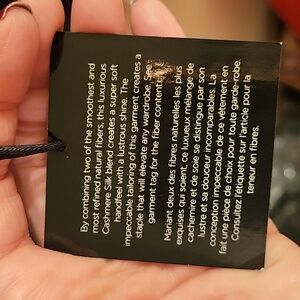 By combining two of the smoothest and
most refined natural fibers, this luxurious
Cashmere Silk blend creates a super soft
handfeel with a lustrous shine. The
impeccable tailoring of this garment creates a
staple that will elevate any wardrobe. See
garment tag for the fiber content.
Mariant deux des fibres naturelles les plus
exquises qui soient, ce luxueux mélange de
cachemire et de soie se distingue par son
lustre et sa douceur incomparables. La
conception impeccable de ce vêtement en
fait une pièce de choix pour toute garde-robe.
Consultez l'étiquette sur l'article pour la
teneur en fibres.